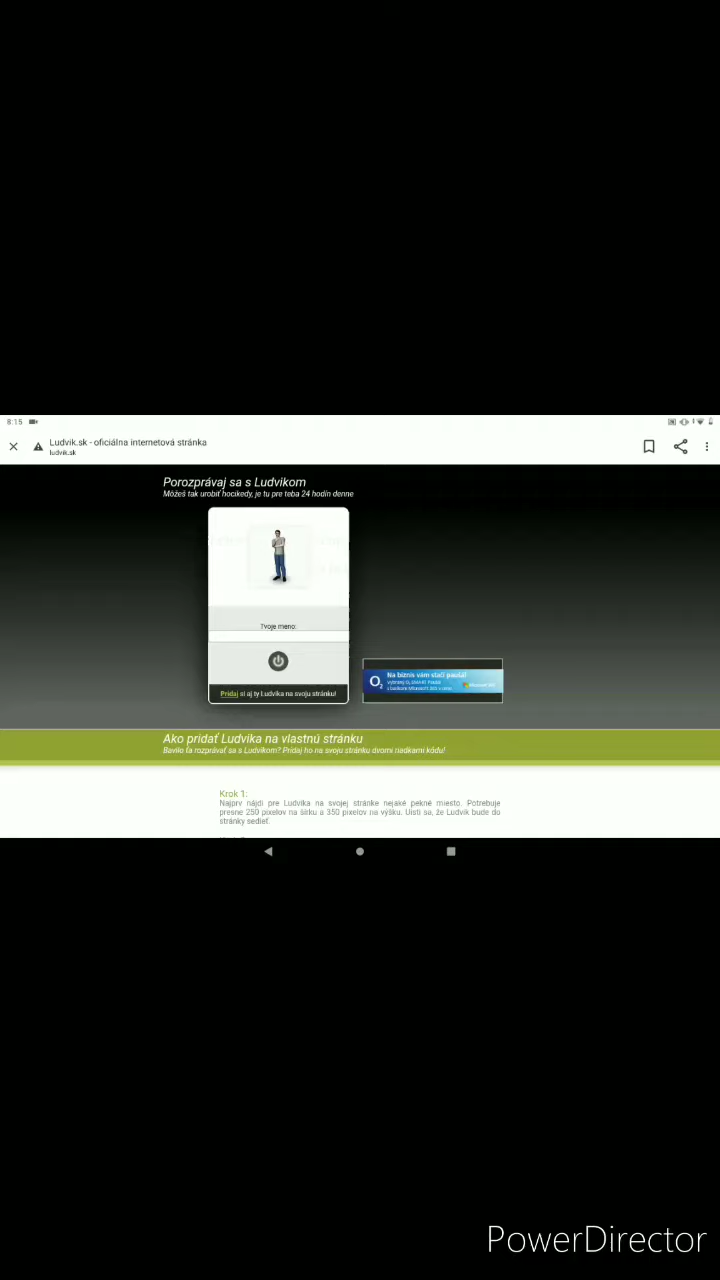 8:15
Ludvik.sk - oficiálna internetová stránka
ludvik.sk
Porozprávaj sa s Ludvikom
Môžeš tak urobiť hocikedy, je tu pre teba 24 hodín denne
Tvoje meno:
Pridaj si aj ty Ludvika na svoju stránku!
O2
Na biznis vám stačí paušál
Ako pridať Ludvika na vlastnú stránku
Bavilo ťa rozprávať sa s Ludvikom? Pridaj ho na svoju stránku dvomi riadkami kódu!
Krok 1:
Najprv nájdi pre Ludvika na svojej stránke nejaké pekné miesto. Potrebuje
presne 250 pixelov na šírku a 350 pixelov na výšku. Uisti sa, že Ludvik bude do
stránky sedieť.
PowerDirector